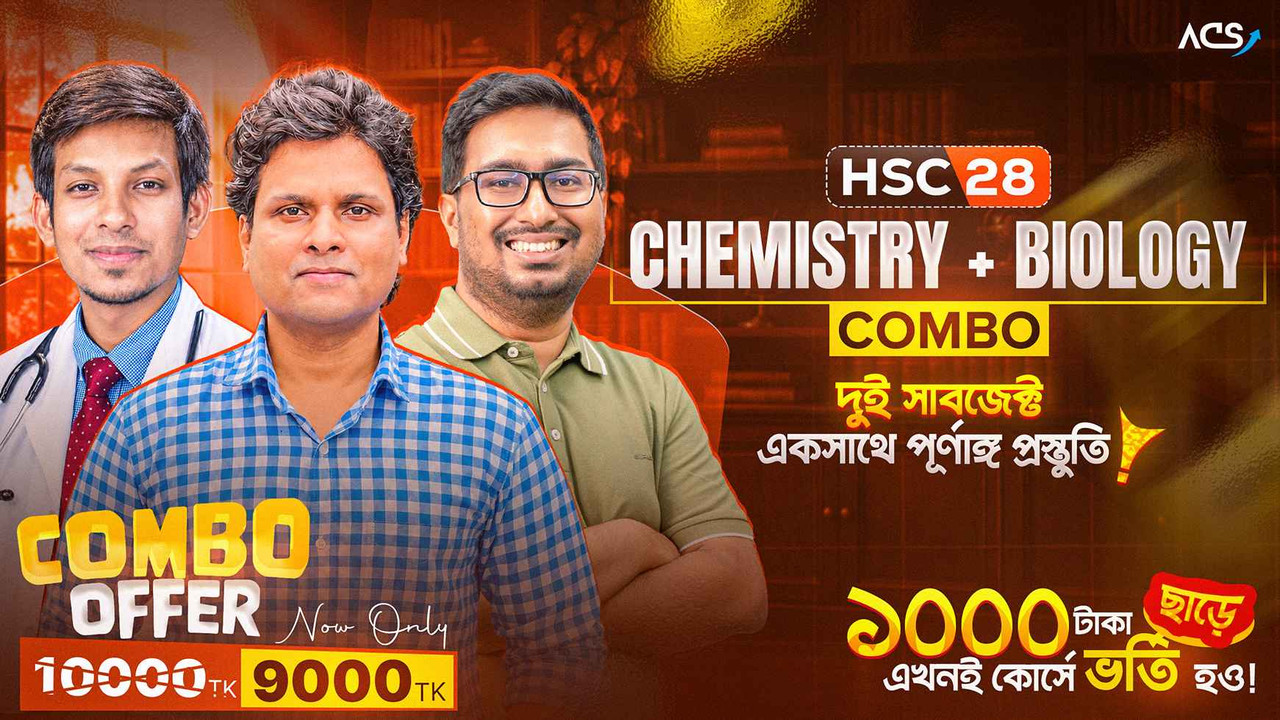 ACS
HSC 28
CHEMISTRY + BIOLOGY
COMBO
দুই সাবজেক্ট
একসাথে পূর্ণাঙ্গ প্রস্তুতি!
COMBO
OFFER
Now Only
10000 TK 9000 TK
১০০০ টাকা ছাড়ে
এখনই কোর্সে ভর্তি হও!